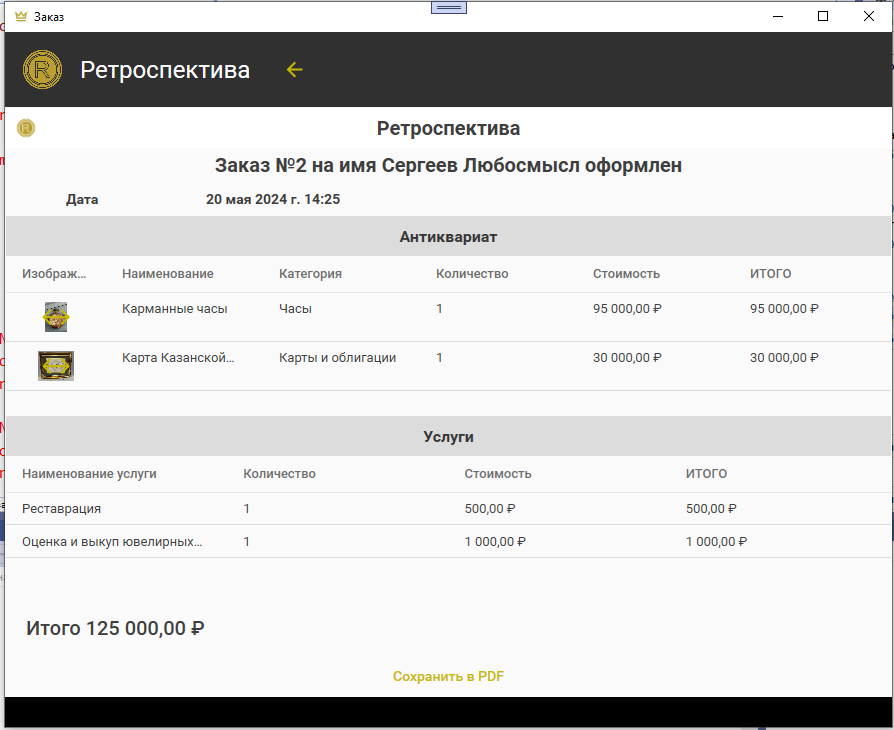 Заказ
Ретроспектива
Ретроспектива
Заказ №2 на имя Сергеев Любосмысл оформлен
Дата 20 мая 2024 г. 14:25
Антиквариат
Изображ... Наименование Категория Количество Стоимость ИТОГО
Карманные часы Часы 1 95 000,00 ₽ 95 000,00 ₽
Карта Казанской... Карты и облигации 1 30 000,00 ₽ 30 000,00 ₽
Услуги
Наименование услуги Количество Стоимость ИТОГО
Реставрация 1 500,00 ₽ 500,00 ₽
Оценка и выкуп ювелирных... 1 1 000,00 ₽ 1 000,00 ₽
Итого 125 000,00 ₽
Сохранить в PDF